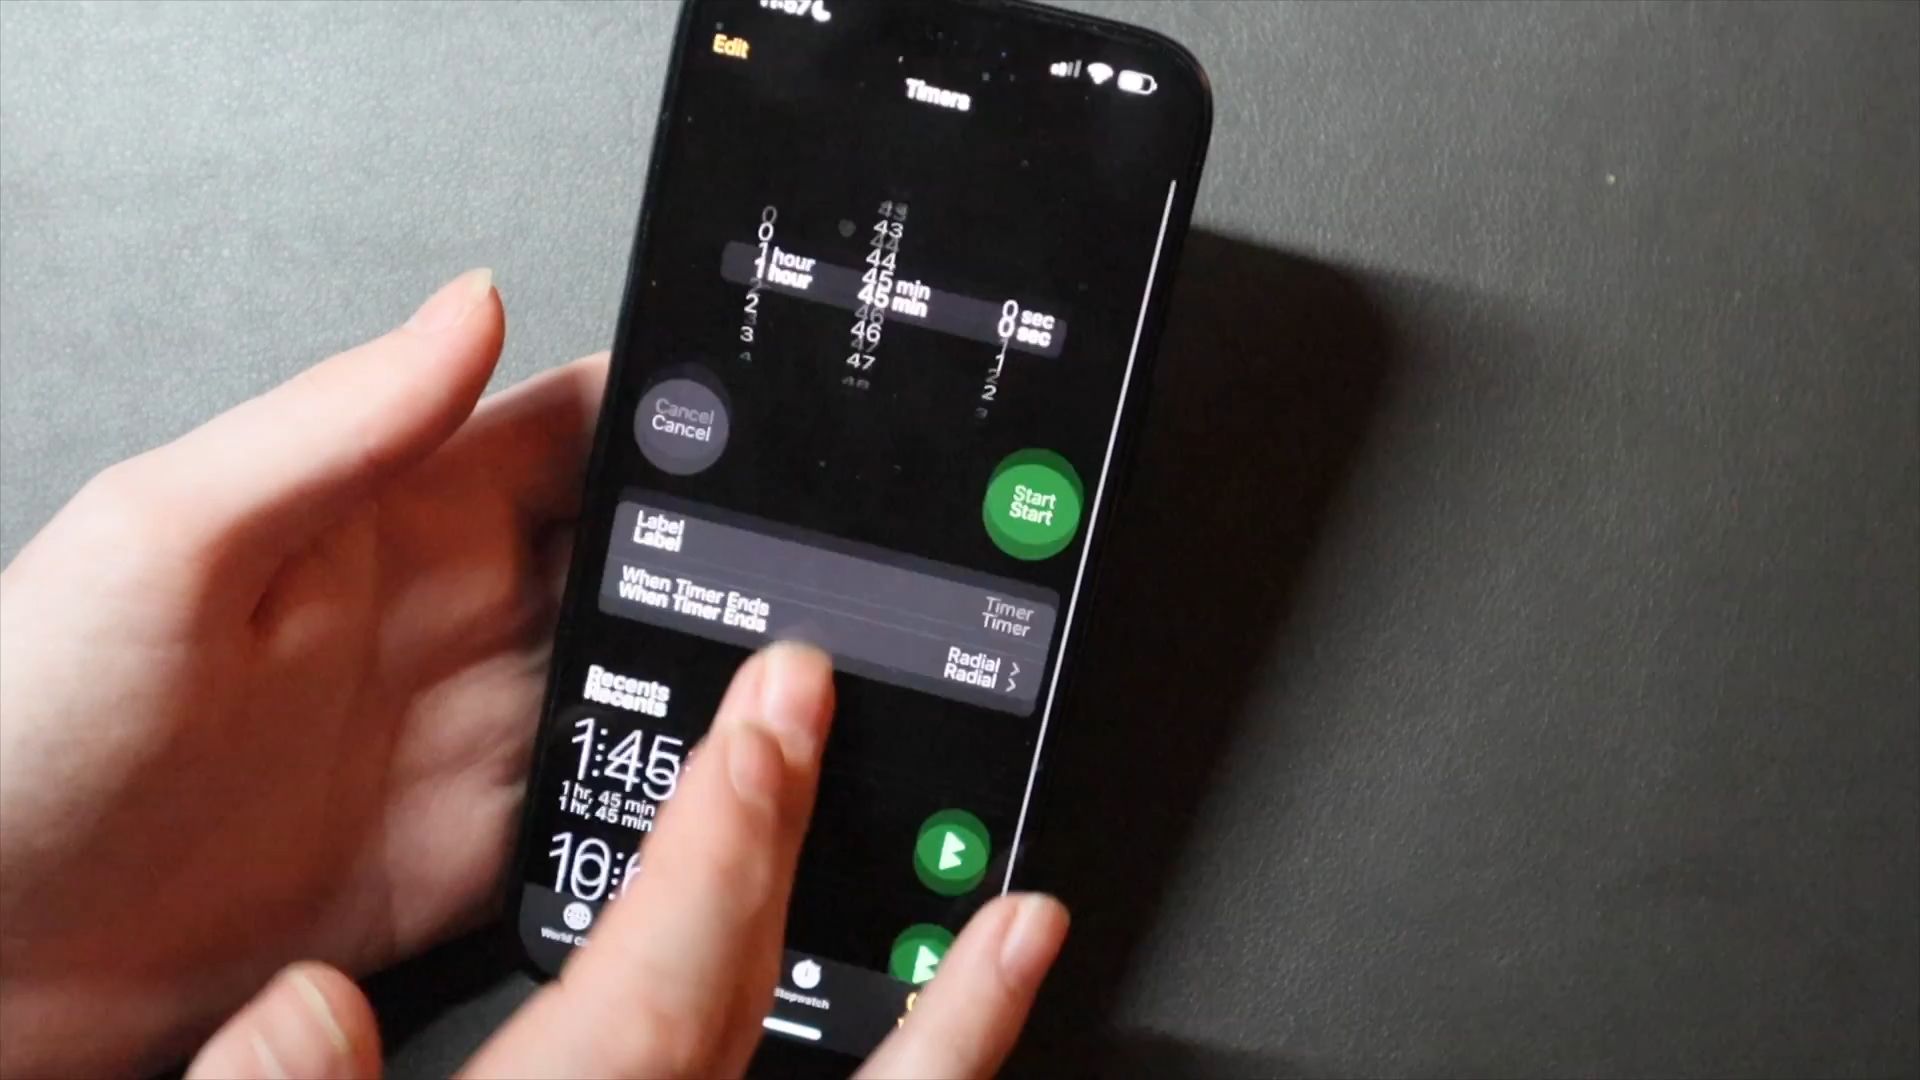 Edit
Timers
0
43
44
1 hour 45 min 0 sec
2 46 1
3 47 2
Cancel
Start
Label
Timer
When Timer Ends
Radial >
Recents
1:45
1 hr, 45 min
Stopwatch